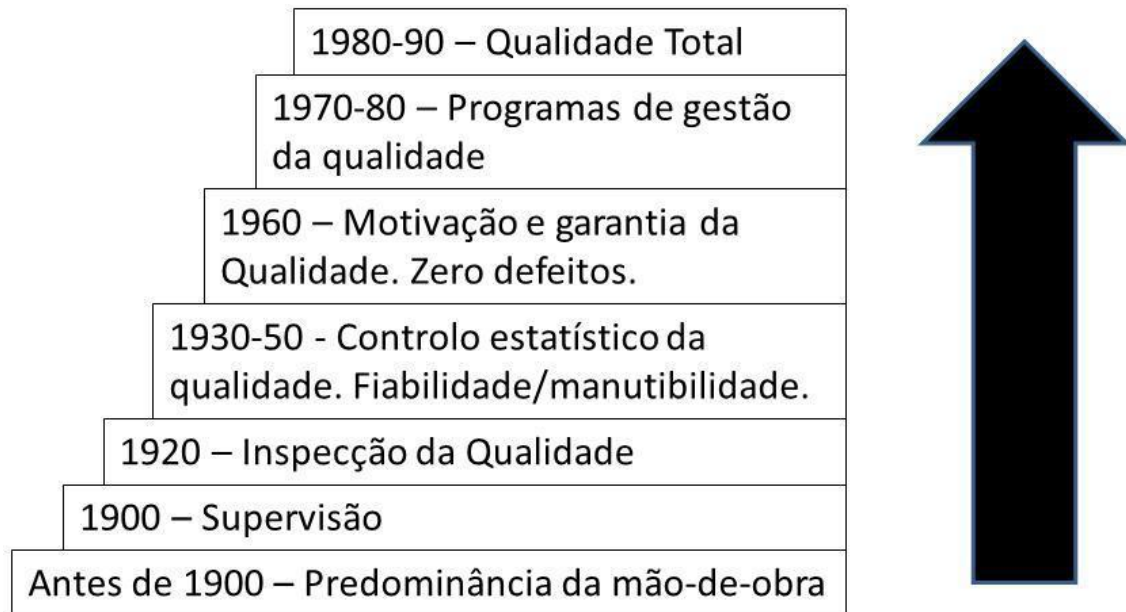 1980-90 – Qualidade Total
1970-80 – Programas de gestão
da qualidade
1960 – Motivação e garantia da
Qualidade. Zero defeitos.
1930-50 - Controlo estatístico da
qualidade. Fiabilidade/manutibilidade.
1920 – Inspecção da Qualidade
1900 – Supervisão
Antes de 1900 – Predominância da mão-de-obra